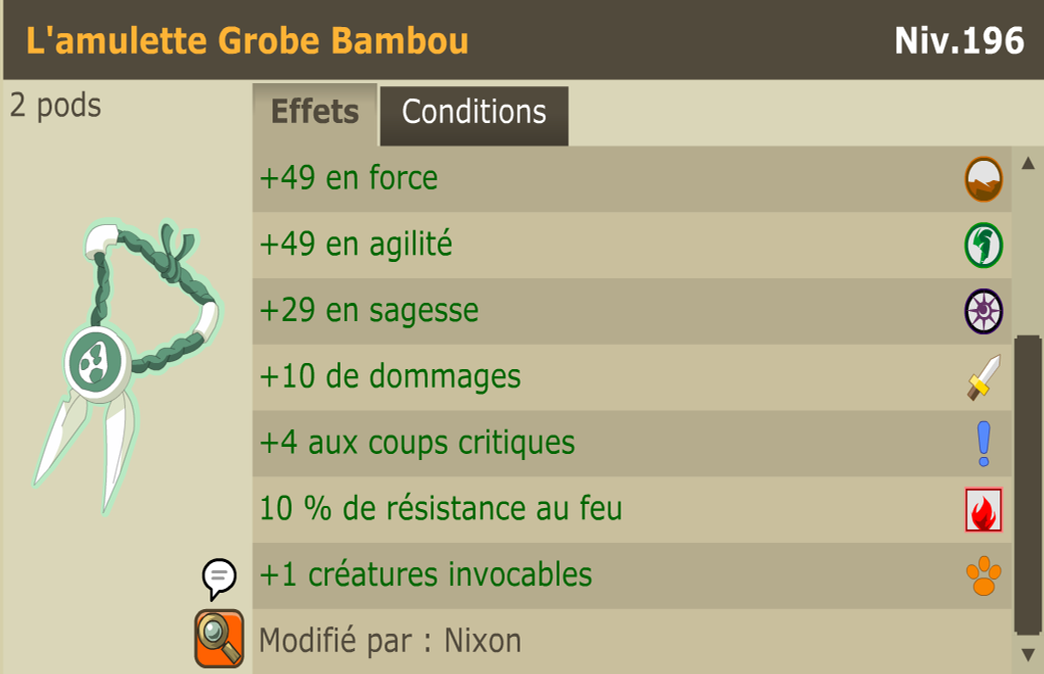 L'amulette Grobe Bambou Niv.196
2 pods
Effets Conditions
+49 en force
+49 en agilité
+29 en sagesse
+10 de dommages
+4 aux coups critiques
10 % de résistance au feu
+1 créatures invocables
Modifié par : Nixon